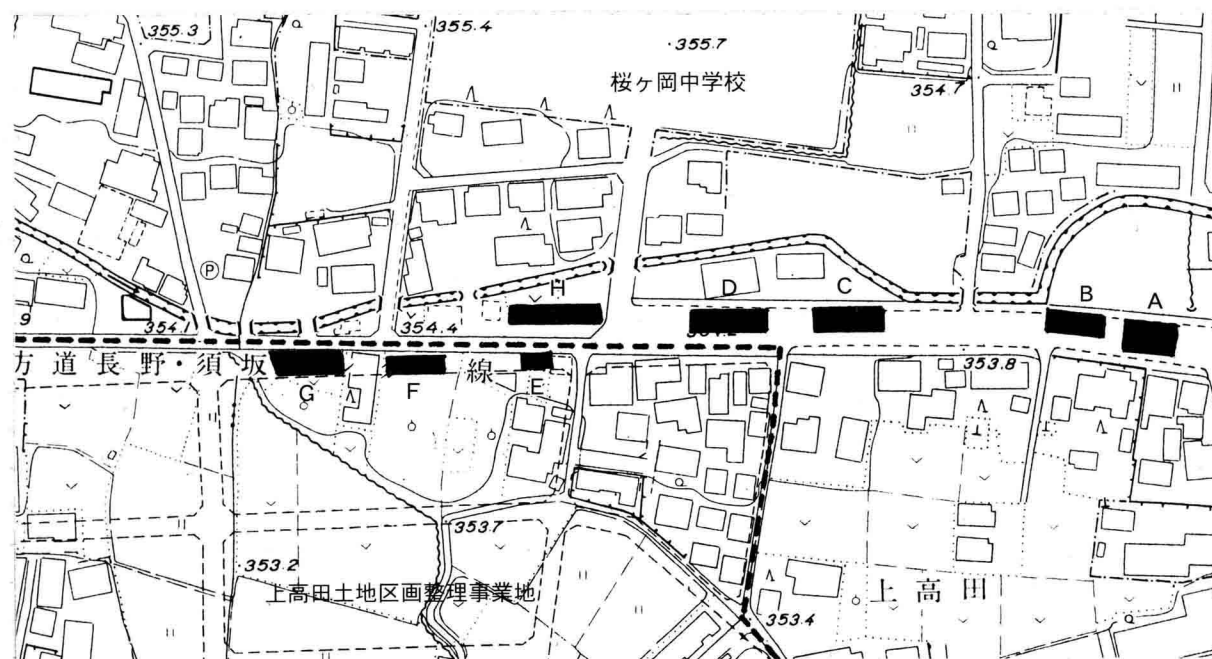 355.3
355.4
355.7
桜ヶ岡中学校
354.7
P
H
D
C
B
A
9
354.
354.4
353.8
方道長野・須坂線
G
F
E
353.7
353.2
上高田土地区画整理事業地
上高田
353.4